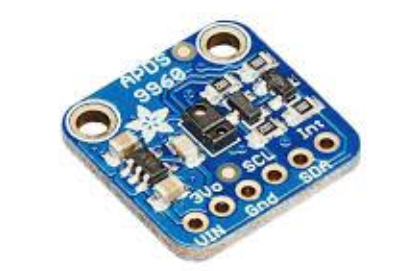 APDS
9960
VIN
3Vo
Gnd
SCL
SDA
Int